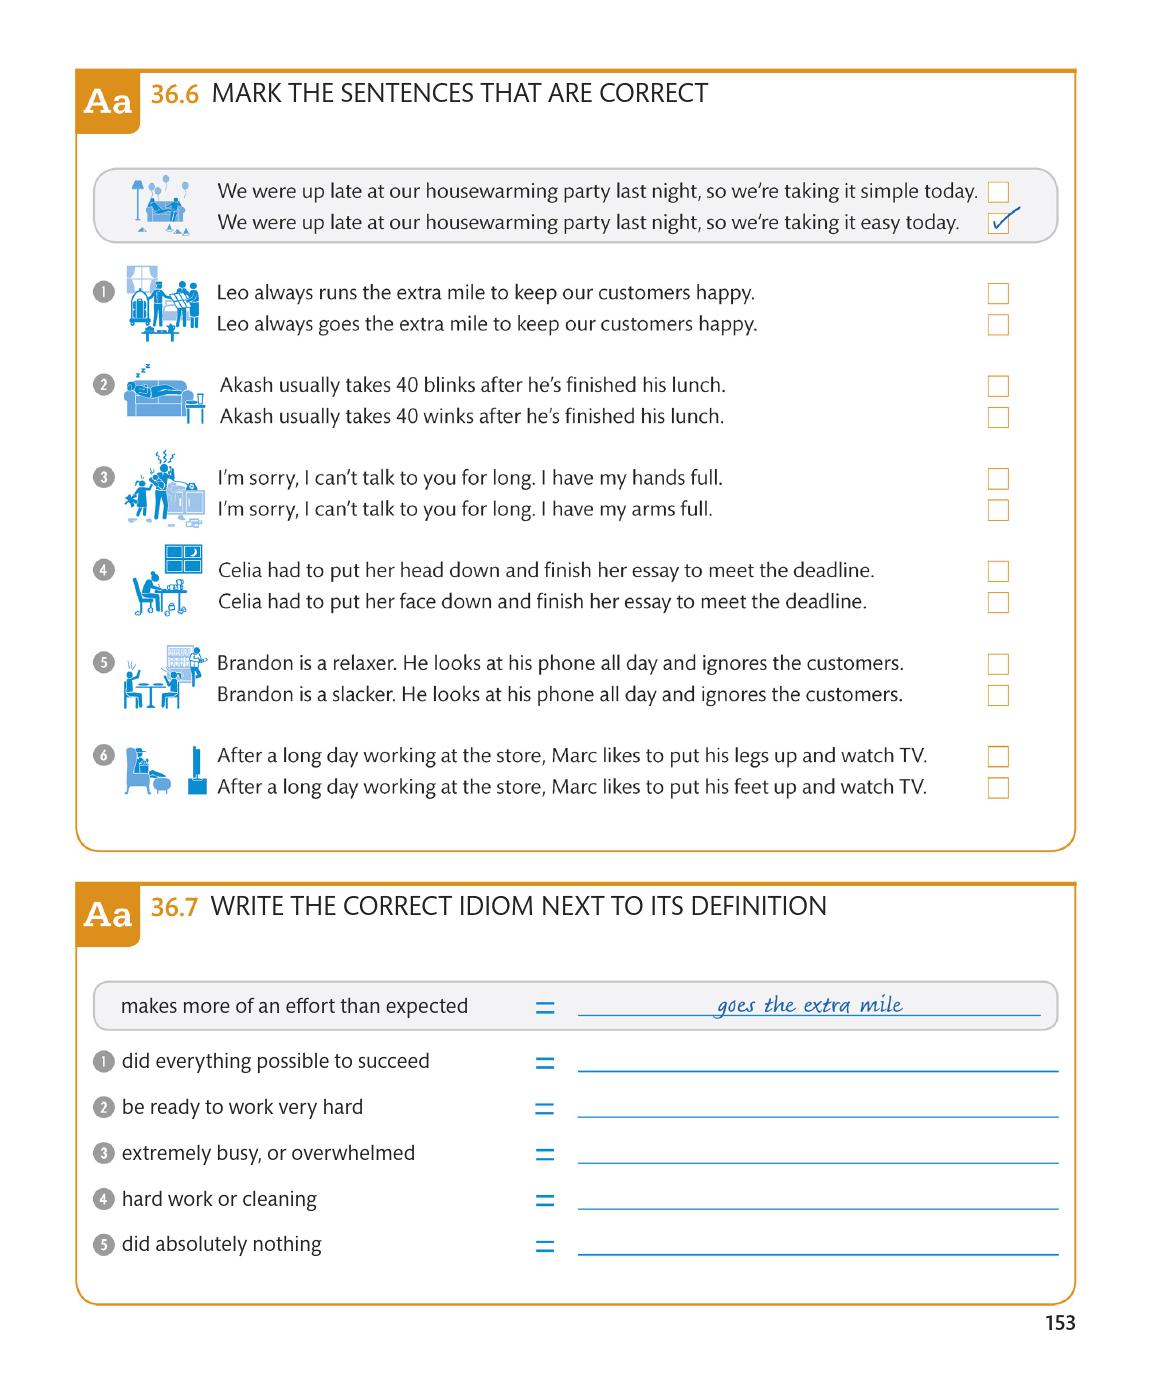 Aa 36.6 MARK THE SENTENCES THAT ARE CORRECT
We were up late at our housewarming party last night, so we're taking it simple today.
We were up late at our housewarming party last night, so we're taking it easy today.
1 Leo always runs the extra mile to keep our customers happy.
Leo always goes the extra mile to keep our customers happy.
2 Akash usually takes 40 blinks after he's finished his lunch.
Akash usually takes 40 winks after he's finished his lunch.
3 I'm sorry, I can't talk to you for long. I have my hands full.
I'm sorry, I can't talk to you for long. I have my arms full.
4 Celia had to put her head down and finish her essay to meet the deadline.
Celia had to put her face down and finish her essay to meet the deadline.
5 Brandon is a relaxer. He looks at his phone all day and ignores the customers.
Brandon is a slacker. He looks at his phone all day and ignores the customers.
6 After a long day working at the store, Marc likes to put his legs up and watch TV.
After a long day working at the store, Marc likes to put his feet up and watch TV.
Aa 36.7 WRITE THE CORRECT IDIOM NEXT TO ITS DEFINITION
makes more of an effort than expected = goes the extra mile
1 did everything possible to succeed =
2 be ready to work very hard =
3 extremely busy, or overwhelmed =
4 hard work or cleaning =
5 did absolutely nothing =
153